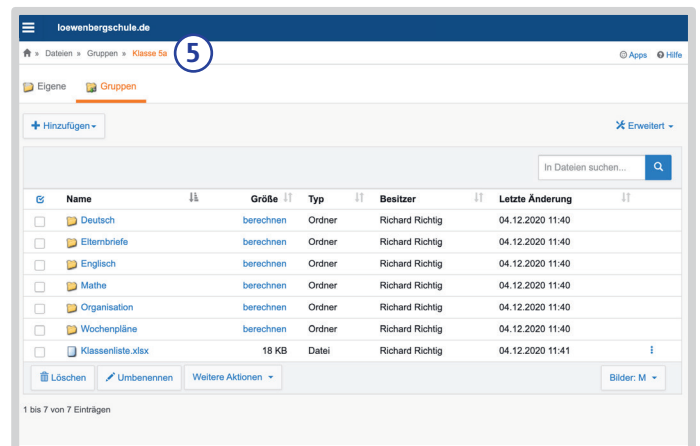 loewenbergschule.de
» Dateien » Gruppen » Klasse 5a
5
Apps Hilfe
Eigene Gruppen
Hinzufügen Erweitert
In Dateien suchen...
Name Größe Typ Besitzer Letzte Änderung
Deutsch berechnen Ordner Richard Richtig 04.12.2020 11:40
Elternbriefe berechnen Ordner Richard Richtig 04.12.2020 11:40
Englisch berechnen Ordner Richard Richtig 04.12.2020 11:40
Mathe berechnen Ordner Richard Richtig 04.12.2020 11:40
Organisation berechnen Ordner Richard Richtig 04.12.2020 11:40
Wochenpläne berechnen Ordner Richard Richtig 04.12.2020 11:40
Klassenliste.xlsx 18 KB Datei Richard Richtig 04.12.2020 11:41
Löschen Umbenennen Weitere Aktionen Bilder: M
1 bis 7 von 7 Einträgen